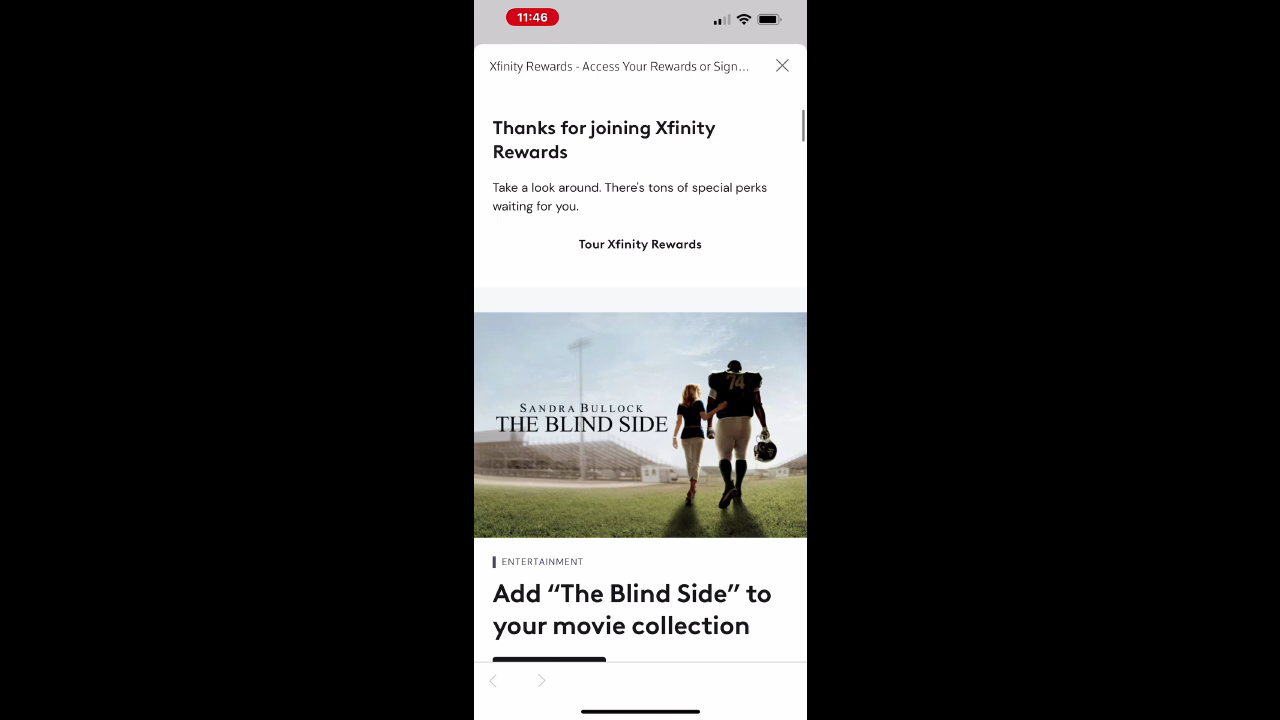 11:46
Xfinity Rewards - Access Your Rewards or Sign...
Thanks for joining Xfinity
Rewards
Take a look around. There's tons of special perks
waiting for you.
Tour Xfinity Rewards
74
SANDRA BULLOCK
THE BLIND SIDE
ENTERTAINMENT
Add “The Blind Side” to
your movie collection